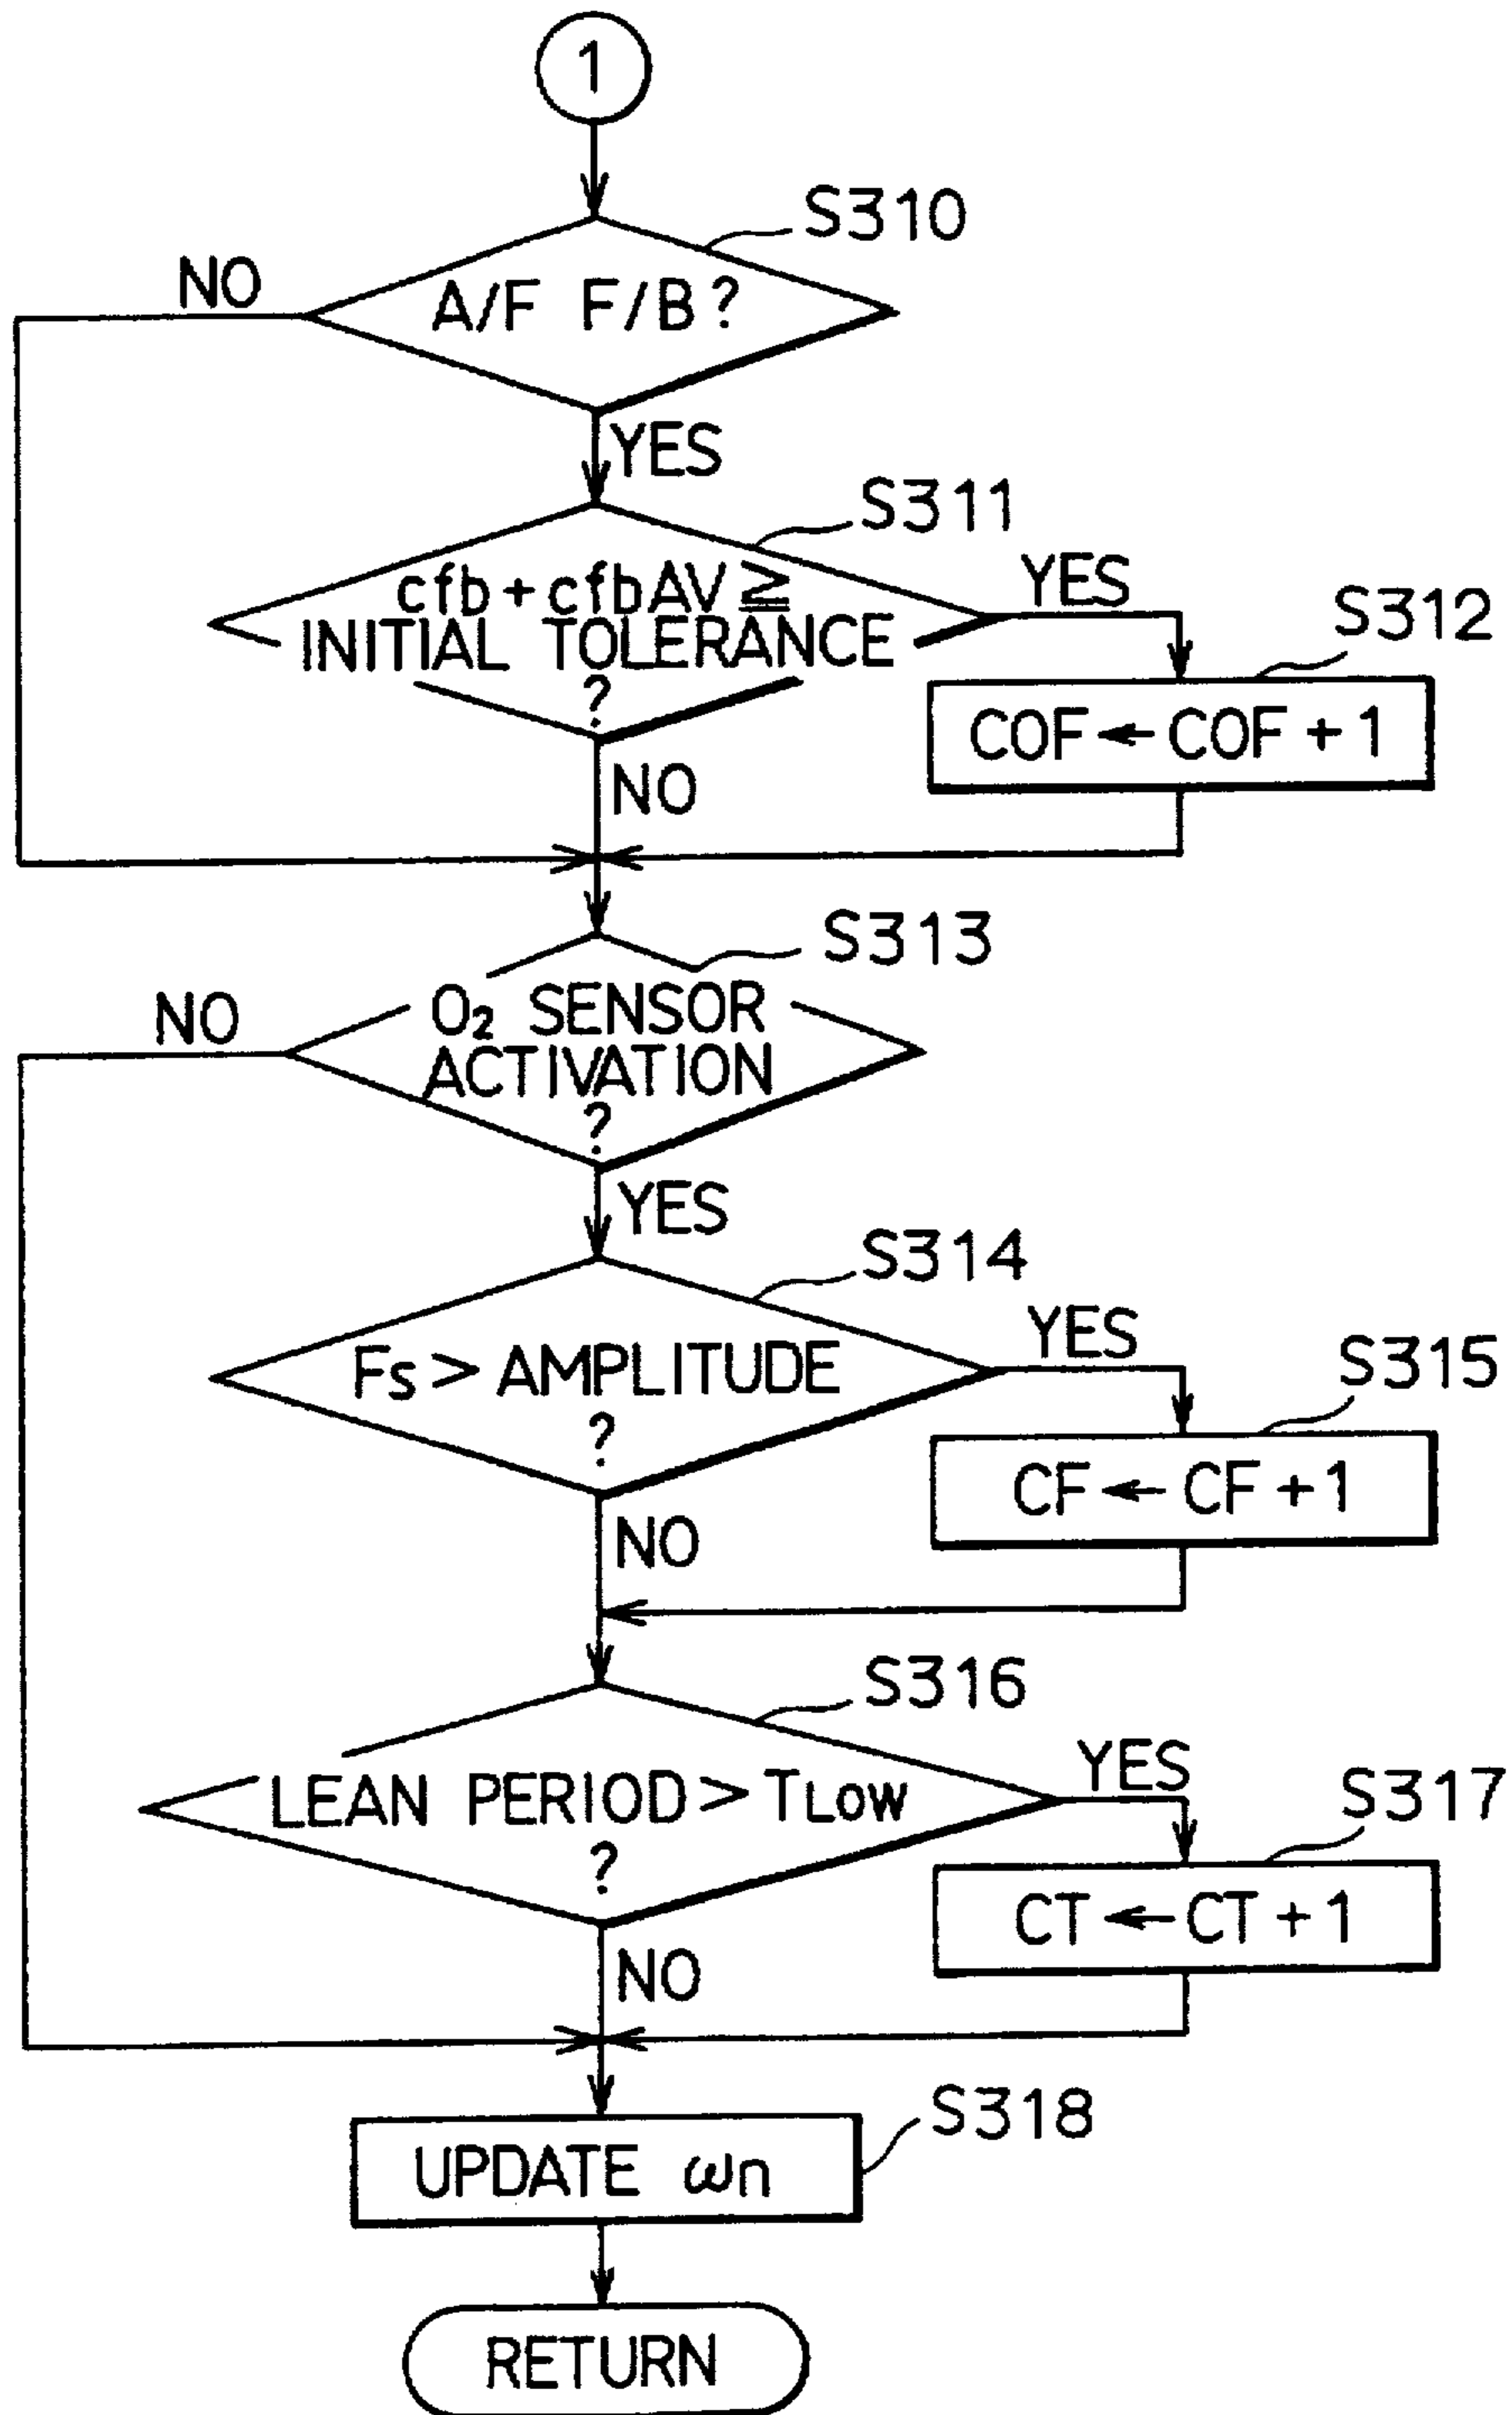 1
S310
NO
A/F F/B?
YES
S311
cfb+cfbAV≧
INITIAL TOLERANCE
?
YES
S312
COF←COF+1
NO
S313
NO
O₂ SENSOR
ACTIVATION
?
YES
S314
Fs>AMPLITUDE
?
YES
S315
CF←CF+1
NO
S316
LEAN PERIOD>TLow
?
YES
S317
CT←CT+1
NO
S318
UPDATE ωn
RETURN